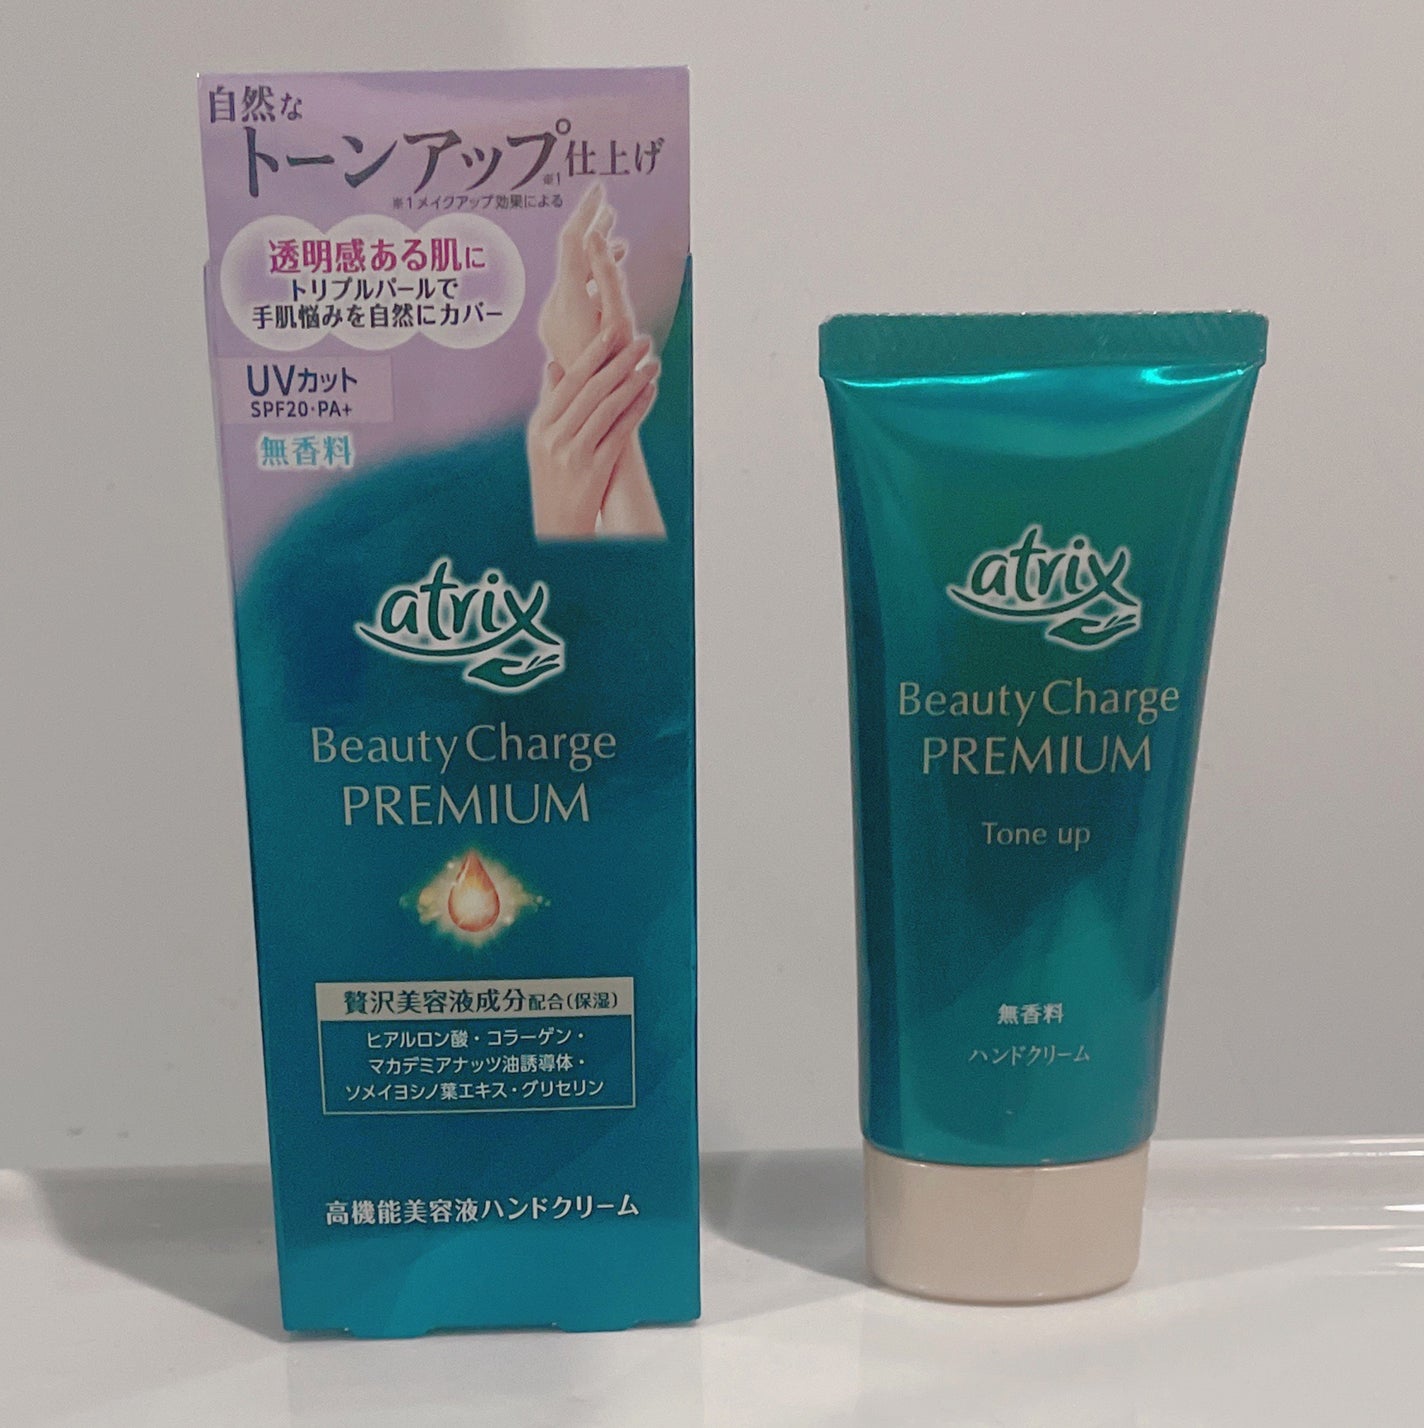 自然な
トーンアップ※1仕上げ
※1メイクアップ効果による
透明感ある肌に
トリプルパールで
手肌悩みを自然にカバー
UVカット
SPF20・PA+
無香料
atrix
Beauty Charge
PREMIUM
贅沢美容液成分配合(保湿)
ヒアルロン酸・コラーゲン・
マカデミアナッツ油誘導体・
ソメイヨシノ葉エキス・グリセリン
高機能美容液ハンドクリーム
atrix
Beauty Charge
PREMIUM
Tone up
無香料
ハンドクリーム